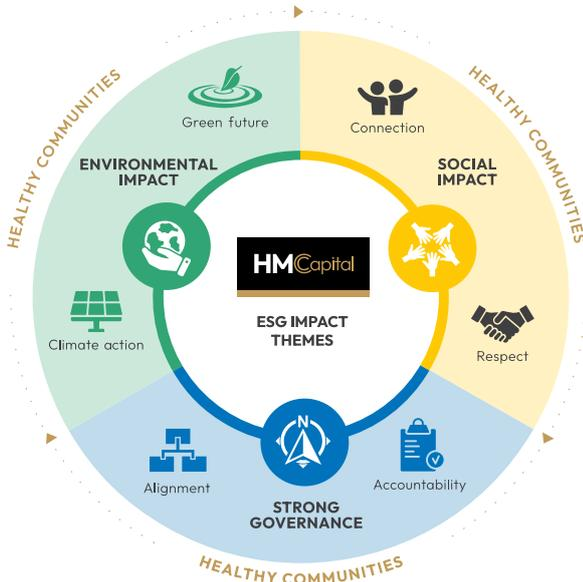 HEALTHY COMMUNITIES
HEALTHY COMMUNITIES
Green future
Connection
ENVIRONMENTAL
IMPACT
SOCIAL
IMPACT
HMCapital
ESG IMPACT
THEMES
Climate action
Respect
N
Alignment
Accountability
STRONG
GOVERNANCE
HEALTHY COMMUNITIES